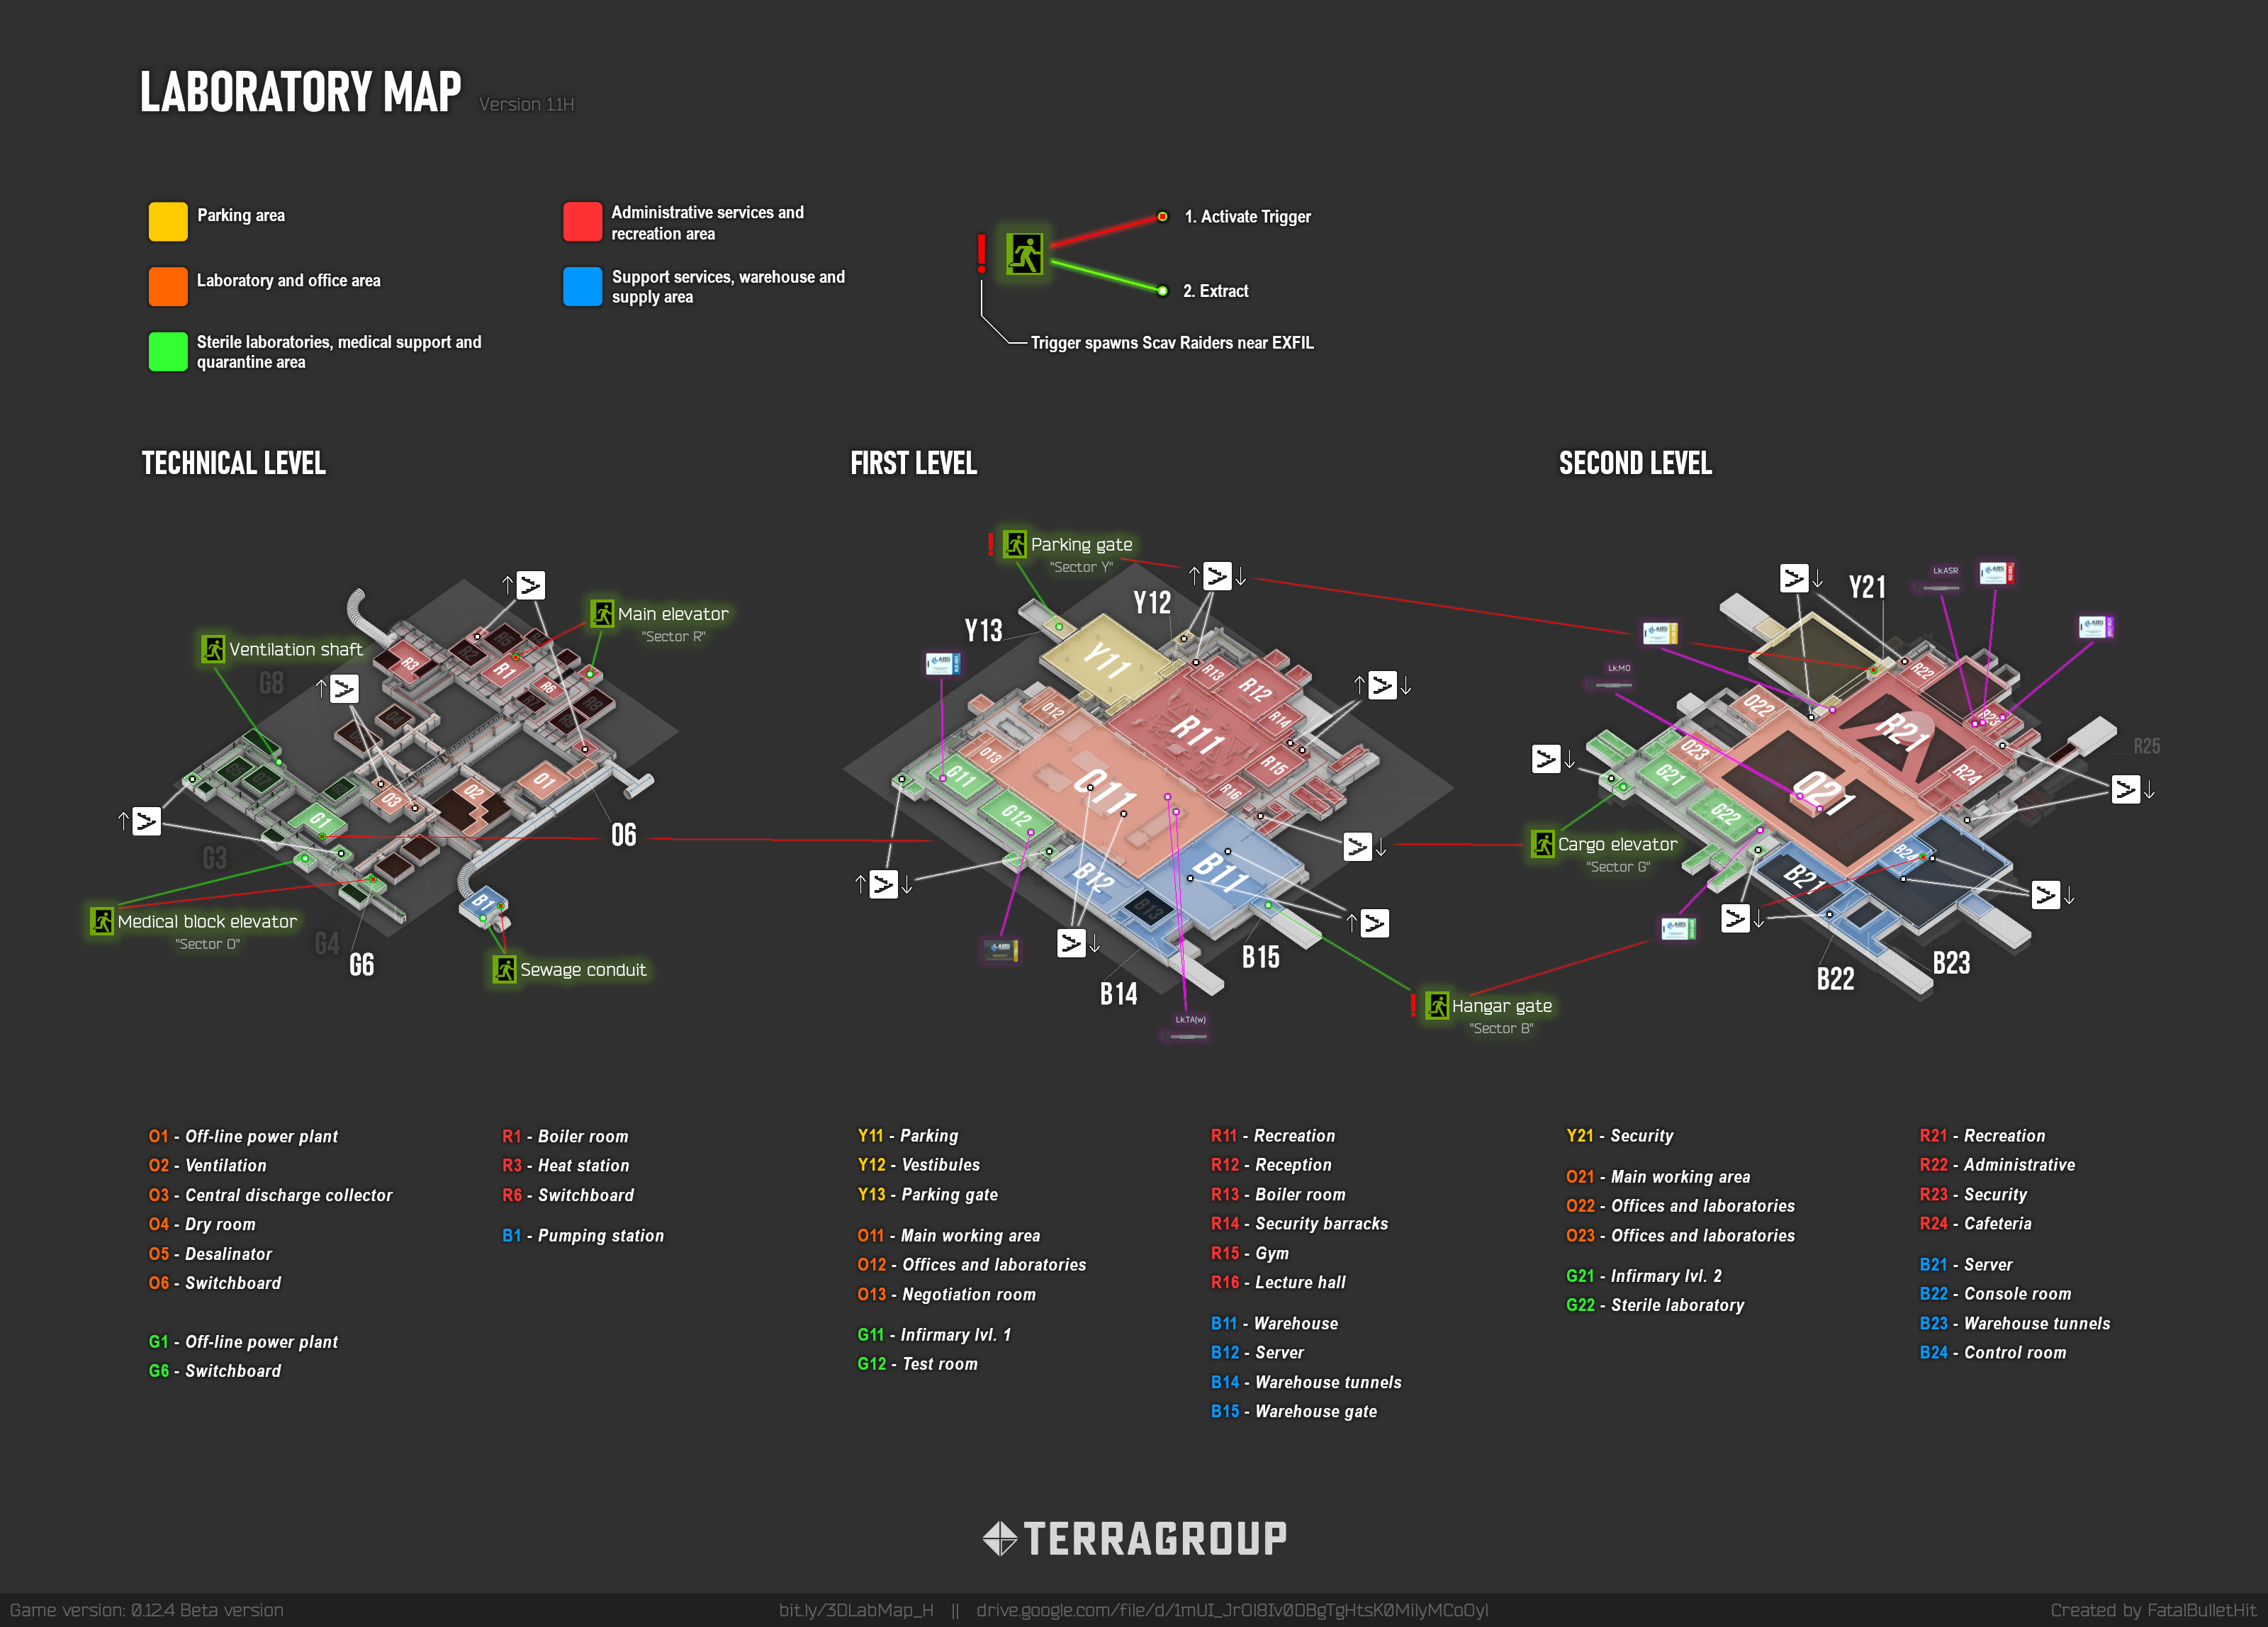 LABORATORY MAP Version 1.1H
Parking area
Laboratory and office area
Sterile laboratories, medical support and
quarantine area
Administrative services and
recreation area
Support services, warehouse and
supply area
1. Activate Trigger
2. Extract
Trigger spawns Scav Raiders near EXFIL
TECHNICAL LEVEL
Ventilation shaft
Main elevator
"Sector R"
G8
R3
R2
R5
R1
R6
R8
O4
O3
O2
O1
O6
G7
G1
G3
Medical block elevator
"Sector O"
G4
G6
B1
Sewage conduit
FIRST LEVEL
Parking gate
"Sector Y"
Y13
Y12
Y11
R13
R12
R14
R11
R15
R16
O12
O13
O11
G11
G12
B12
B11
B13
B14
B15
LkTA(w)
Hangar gate
"Sector B"
SECOND LEVEL
Y21
LkASR
LkMO
R22
R21
R23
R24
R25
O22
O23
O21
G21
G22
Cargo elevator
"Sector G"
B24
B21
B22
B23
O1 - Off-line power plant
O2 - Ventilation
O3 - Central discharge collector
O4 - Dry room
O5 - Desalinator
O6 - Switchboard
G1 - Off-line power plant
G6 - Switchboard
R1 - Boiler room
R3 - Heat station
R6 - Switchboard
B1 - Pumping station
Y11 - Parking
Y12 - Vestibules
Y13 - Parking gate
O11 - Main working area
O12 - Offices and laboratories
O13 - Negotiation room
G11 - Infirmary lvl. 1
G12 - Test room
R11 - Recreation
R12 - Reception
R13 - Boiler room
R14 - Security barracks
R15 - Gym
R16 - Lecture hall
B11 - Warehouse
B12 - Server
B14 - Warehouse tunnels
B15 - Warehouse gate
Y21 - Security
O21 - Main working area
O22 - Offices and laboratories
O23 - Offices and laboratories
G21 - Infirmary lvl. 2
G22 - Sterile laboratory
R21 - Recreation
R22 - Administrative
R23 - Security
R24 - Cafeteria
B21 - Server
B22 - Console room
B23 - Warehouse tunnels
B24 - Control room
TERRAGROUP
Game version: 0.12.4 Beta version
bit.ly/3DLabMap_H || drive.google.com/file/d/1mUI_JrOl8Iv0DBgTgHtsK0MilyMCoOyl
Created by FatalBulletHit